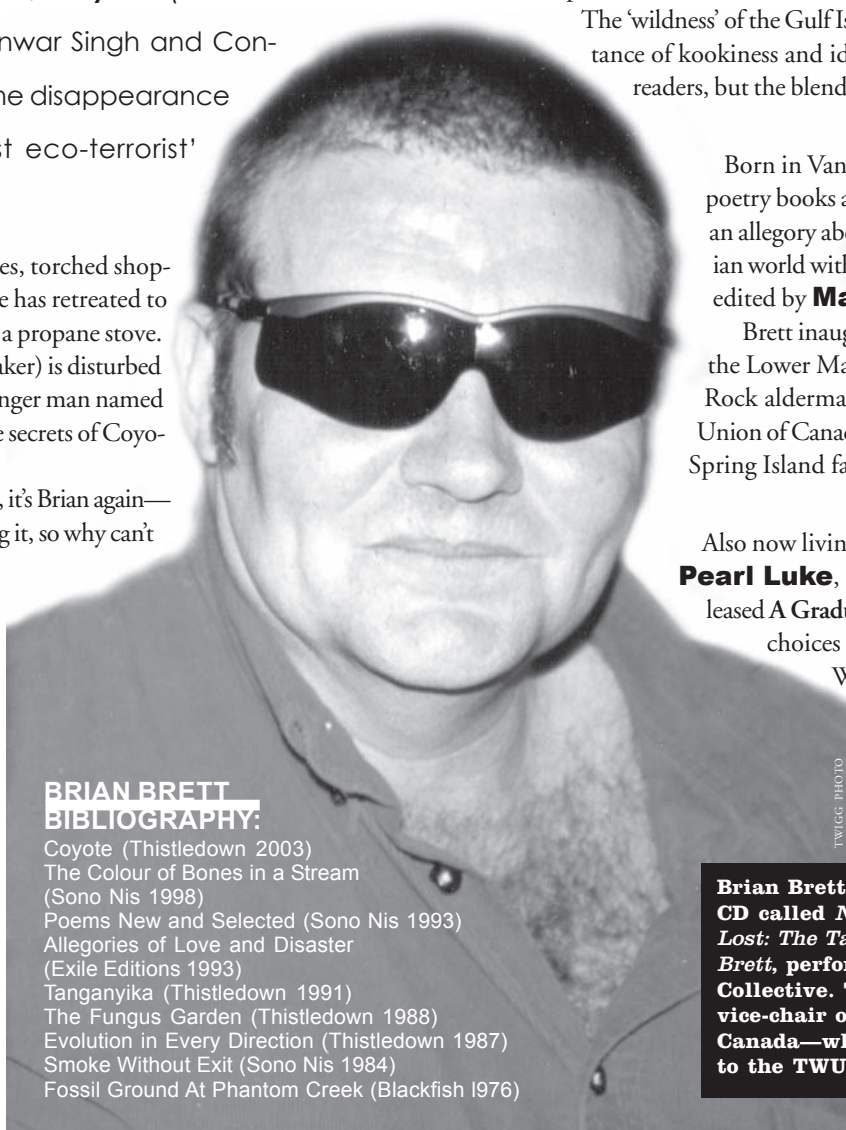 nwar Singh and Con-
disappearance
eco-terrorist'
torched shop-
e has retreated to
a propane stove.
aker) is disturbed
nger man named
e secrets of Coyo-
, it's Brian again—
g it, so why can't
The 'wildness' of the Gulf Is
tance of kookiness and id
readers, but the blend
Born in Van
poetry books a
an allegory abo
ian world with
edited by Ma
Brett inaug
the Lower Ma
Rock alderma
Union of Canad
Spring Island fa
Also now livin
Pearl Luke,
leased A Gradu
choices
W
TWIGG PHOTO
BRIAN BRETT
BIBLIOGRAPHY:
Coyote (Thistledown 2003)
The Colour of Bones in a Stream
(Sono Nis 1998)
Poems New and Selected (Sono Nis 1993)
Allegories of Love and Disaster
(Exile Editions 1993)
Tanganyika (Thistledown 1991)
The Fungus Garden (Thistledown 1988)
Evolution in Every Direction (Thistledown 1987)
Smoke Without Exit (Sono Nis 1984)
Fossil Ground At Phantom Creek (Blackfish l976)
Brian Brett
CD called N
Lost: The Ta
Brett, perfor
Collective. T
vice-chair o
Canada—wh
to the TWU